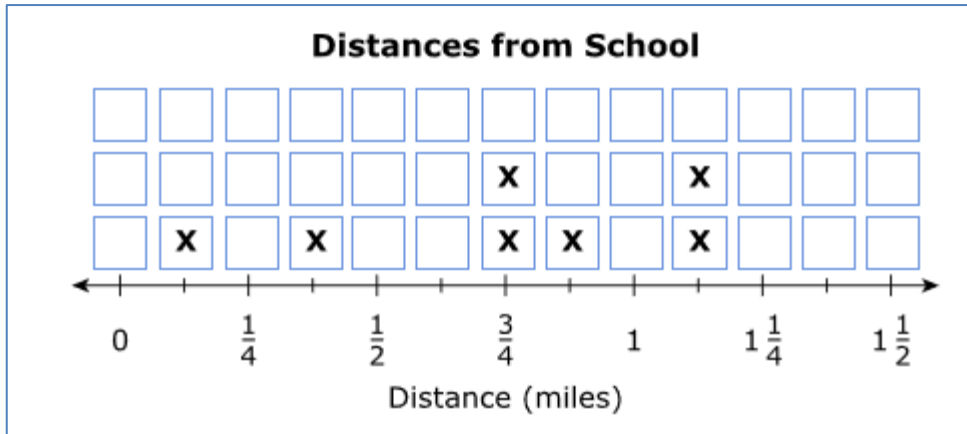 Distances from School
X X
X X X X X
0 1/4 1/2 3/4 1 1 1/4 1 1/2
Distance (miles)